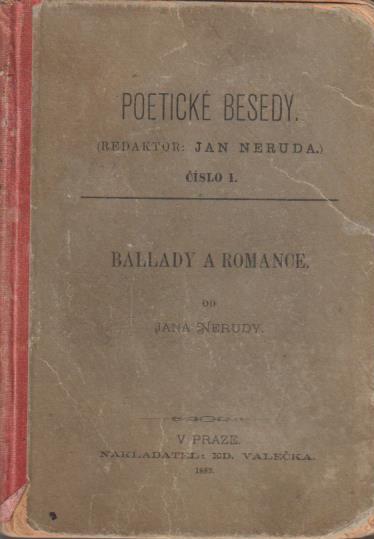 POETICKÉ BESEDY.
(REDAKTOR: JAN NERUDA.)
ČÍSLO 1.
BALLADY A ROMANCE.
OD
JANA NERUDY.
V PRAZE.
NAKLADATEL: ED. VALEČKA.